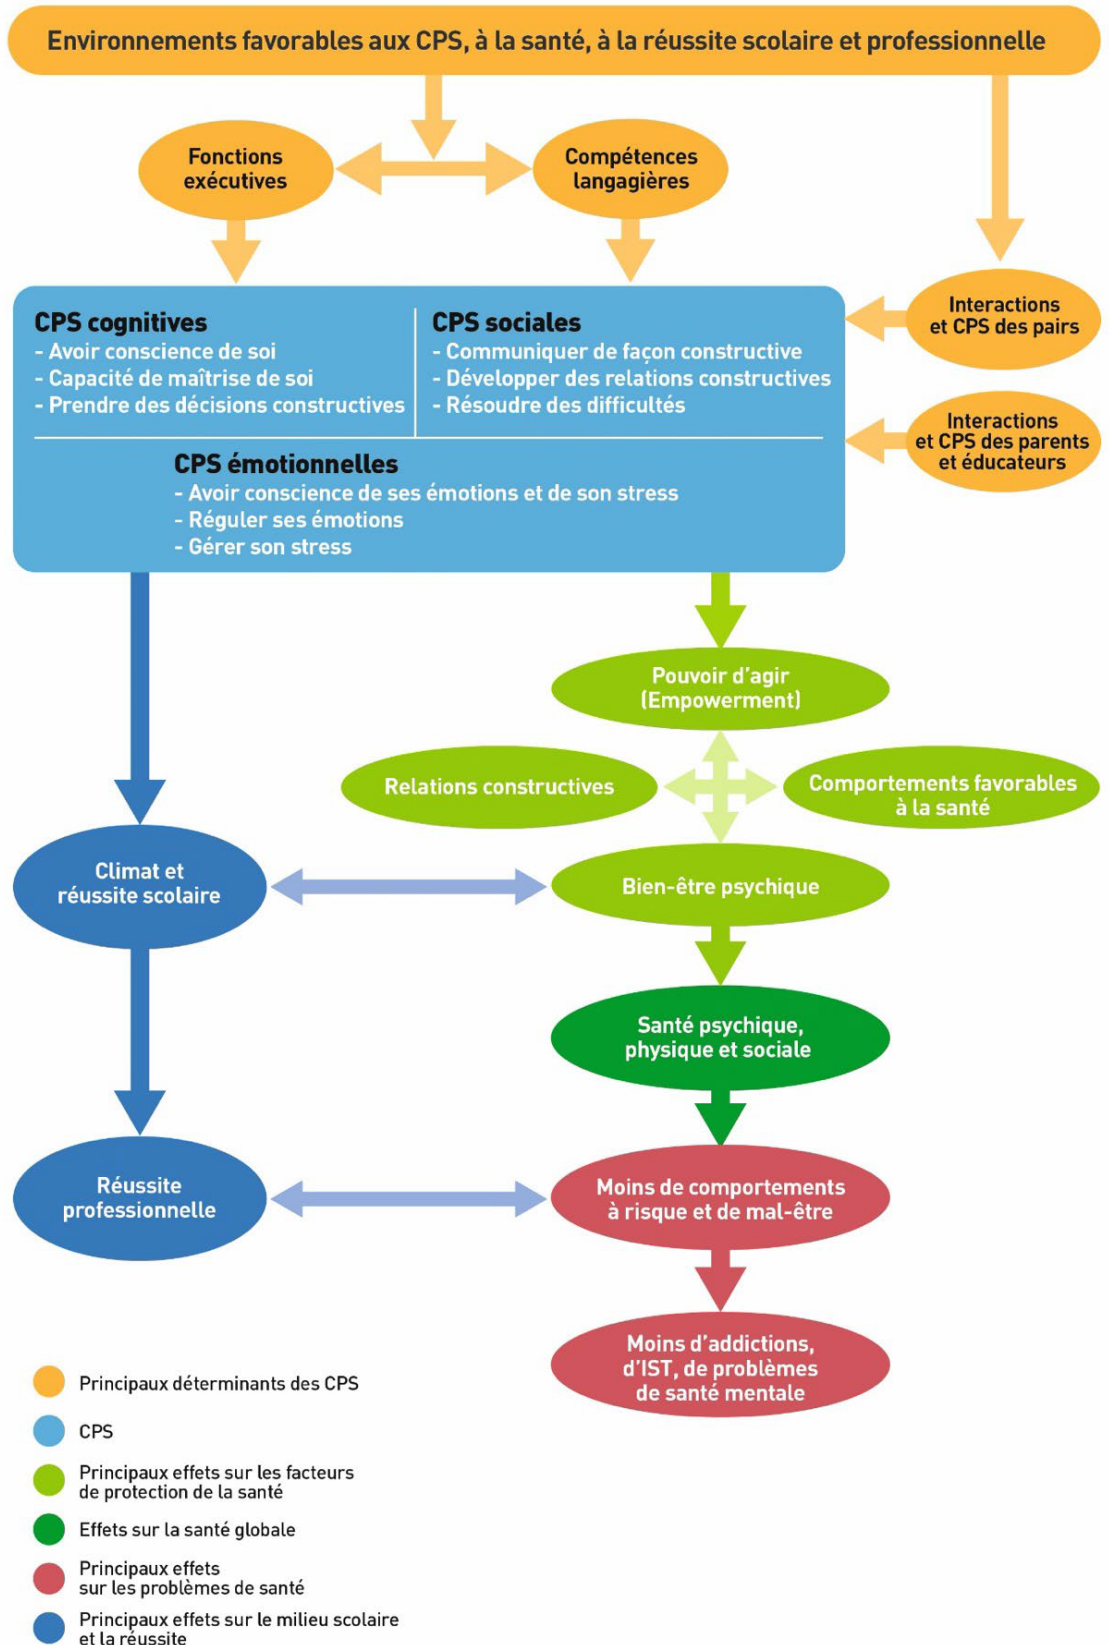 Environnements favorables aux CPS, à la santé, à la réussite scolaire et professionnelle
Fonctions
exécutives
Compétences
langagières
Interactions
et CPS des pairs
CPS cognitives
- Avoir conscience de soi
- Capacité de maîtrise de soi
- Prendre des décisions constructives
CPS sociales
- Communiquer de façon constructive
- Développer des relations constructives
- Résoudre des difficultés
Interactions
et CPS des parents
et éducateurs
CPS émotionnelles
- Avoir conscience de ses émotions et de son stress
- Réguler ses émotions
- Gérer son stress
Pouvoir d'agir
(Empowerment)
Relations constructives
Comportements favorables
à la santé
Climat et
réussite scolaire
Bien-être psychique
Santé psychique,
physique et sociale
Réussite
professionnelle
Moins de comportements
à risque et de mal-être
Moins d'addictions,
d'IST, de problèmes
de santé mentale
Principaux déterminants des CPS
CPS
Principaux effets sur les facteurs
de protection de la santé
Effets sur la santé globale
Principaux effets
sur les problèmes de santé
Principaux effets sur le milieu scolaire
et la réussite